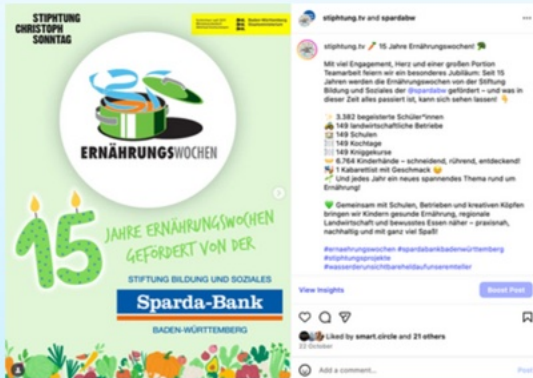 STIPHTUNG
CHRISTOPH
SONNTAG
Baden-Württemberg
ERNÄHRUNGSWOCHEN
15
JAHRE ERNÄHRUNGSWOCHEN
GEFÖRDERT VON DER
STIFTUNG BILDUNG UND SOZIALES
Sparda-Bank
BADEN-WÜRTTEMBERG
stiphtung.tv and spardabw
stiphtung.tv 🥕 15 Jahre Ernährungswochen! 🥦
Mit viel Engagement, Herz und einer großen Portion
Teamarbeit feiern wir ein besonderes Jubiläum: Seit 15
Jahren werden die Ernährungswochen von der Stiftung
Bildung und Soziales der @spardabw gefördert – und was in
dieser Zeit alles passiert ist, kann sich sehen lassen! 👇
3.382 begeisterte Schüler*innen
149 landwirtschaftliche Betriebe
149 Schulen
149 Kochtage
149 Kniggekurse
6.764 Kinderhände – schneidend, rührend, entdeckend!
1 Kabarettist mit Geschmack 😄
Und jedes Jahr ein neues spannendes Thema rund um
Ernährung!
💚 Gemeinsam mit Schulen, Betrieben und kreativen Köpfen
bringen wir Kindern gesunde Ernährung, regionale
Landwirtschaft und bewusstes Essen näher – praxisnah,
nachhaltig und mit ganz viel Spaß!
#ernaehrungswochen #spardabankbadenwürttemberg
#stiphtungsprojekte
#wasderunsichtbareheldaufunseremteller
View Insights
Boost Post
Liked by smart.circle and 21 others
22 October
Add a comment...
Post